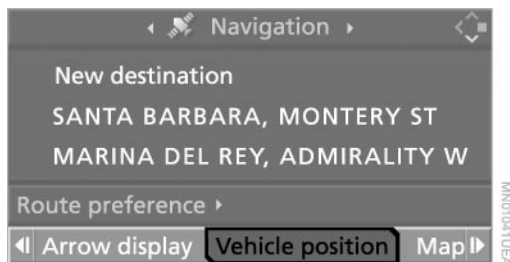 Navigation
New destination
SANTA BARBARA, MONTERY ST
MARINA DEL REY, ADMIRALITY W
Route preference
Arrow display Vehicle position Map
MN01041UEA